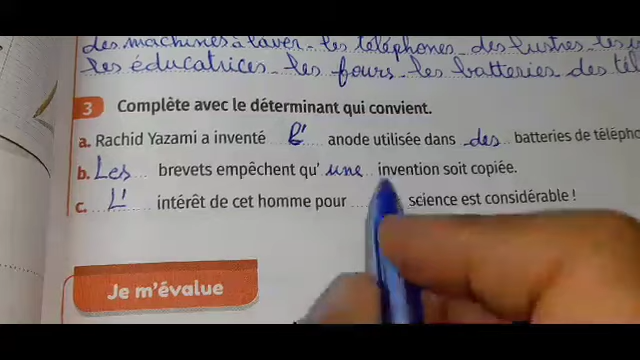 des machines à laver - les téléphones - des lustres - les
les éducatrices - les fours - les batteries des tél
3 Complète avec le déterminant qui convient.
a. Rachid Yazami a inventé l' anode utilisée dans des batteries de télépho
b. Les brevets empêchent qu' une invention soit copiée.
c. L' intérêt de cet homme pour ... science est considérable !
Je m'évalue